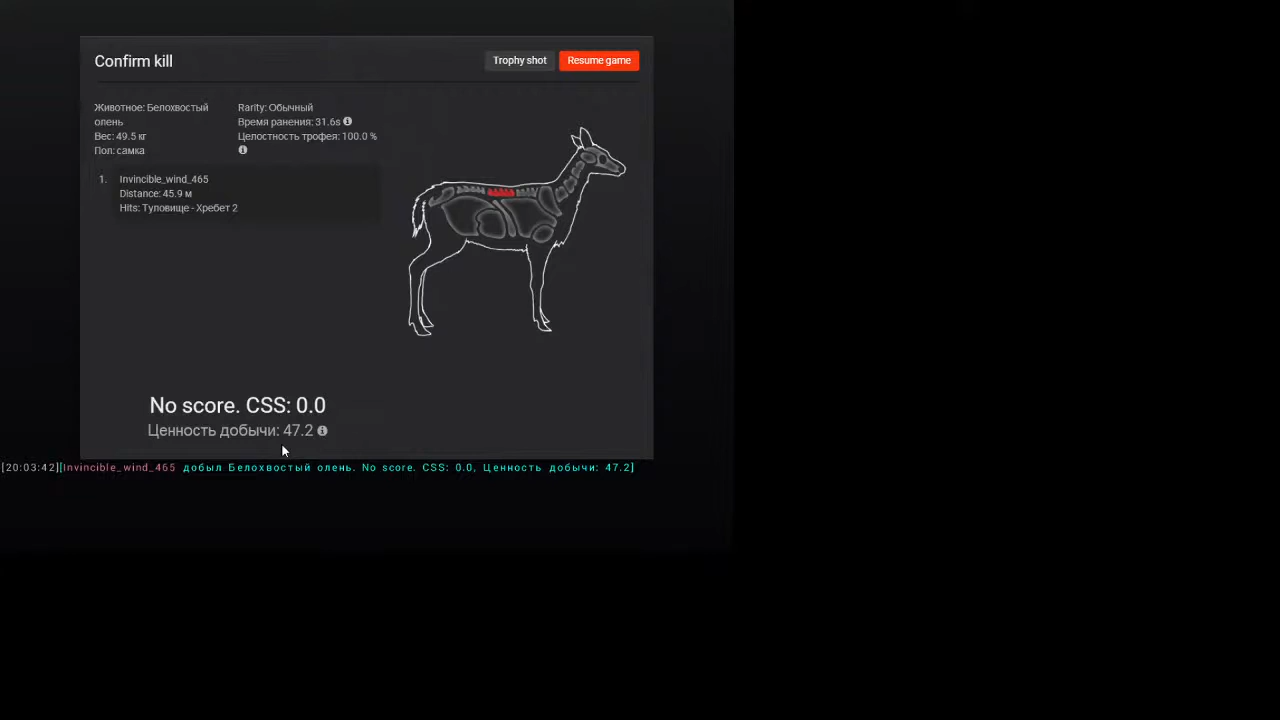 Confirm kill
Trophy shot
Resume game
Животное: Белохвостый
олень
Вес: 49.5 кг
Пол: самка
Rarity: Обычный
Время ранения: 31.6s
Целостность трофея: 100.0 %
1. Invincible_wind_465
Distance: 45.9 м
Hits: Туловище - Хребет 2
No score. CSS: 0.0
Ценность добычи: 47.2
[20:03:42][Invincible_wind_465 добыл Белохвостый олень. No score. CSS: 0.0, Ценность добычи: 47.2]